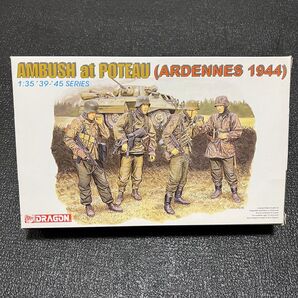 AMBUSH at POTEAU (ARDENNES 1944)
1:35 '39-'45 SERIES
DRAGON